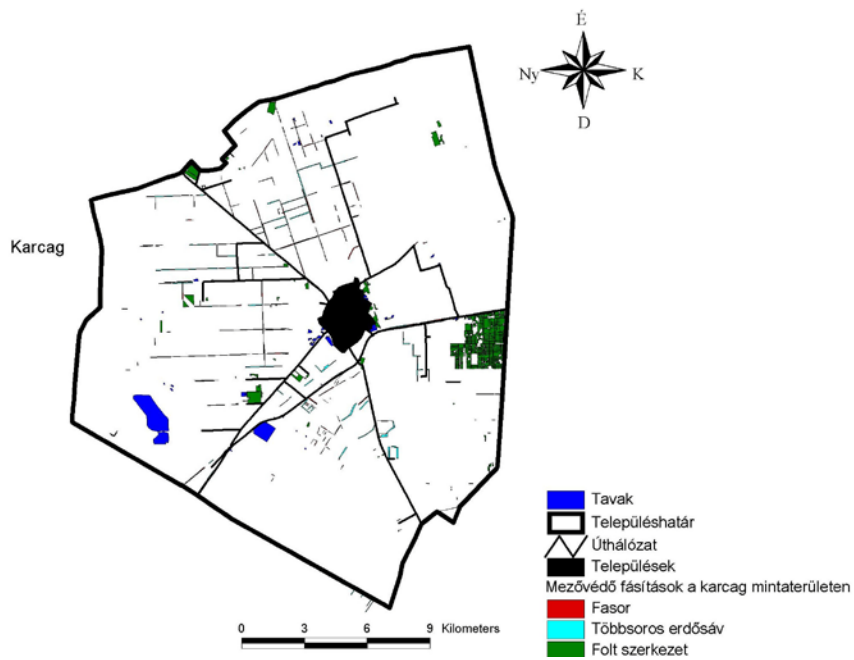 É
Ny K
D
Karcag
Tavak
Településhatár
Úthálózat
Települések
Mezővédő fásítások a karcag mintaterületen
Fasor
Többsoros erdősáv
Folt szerkezet
0 3 6 9 Kilometers